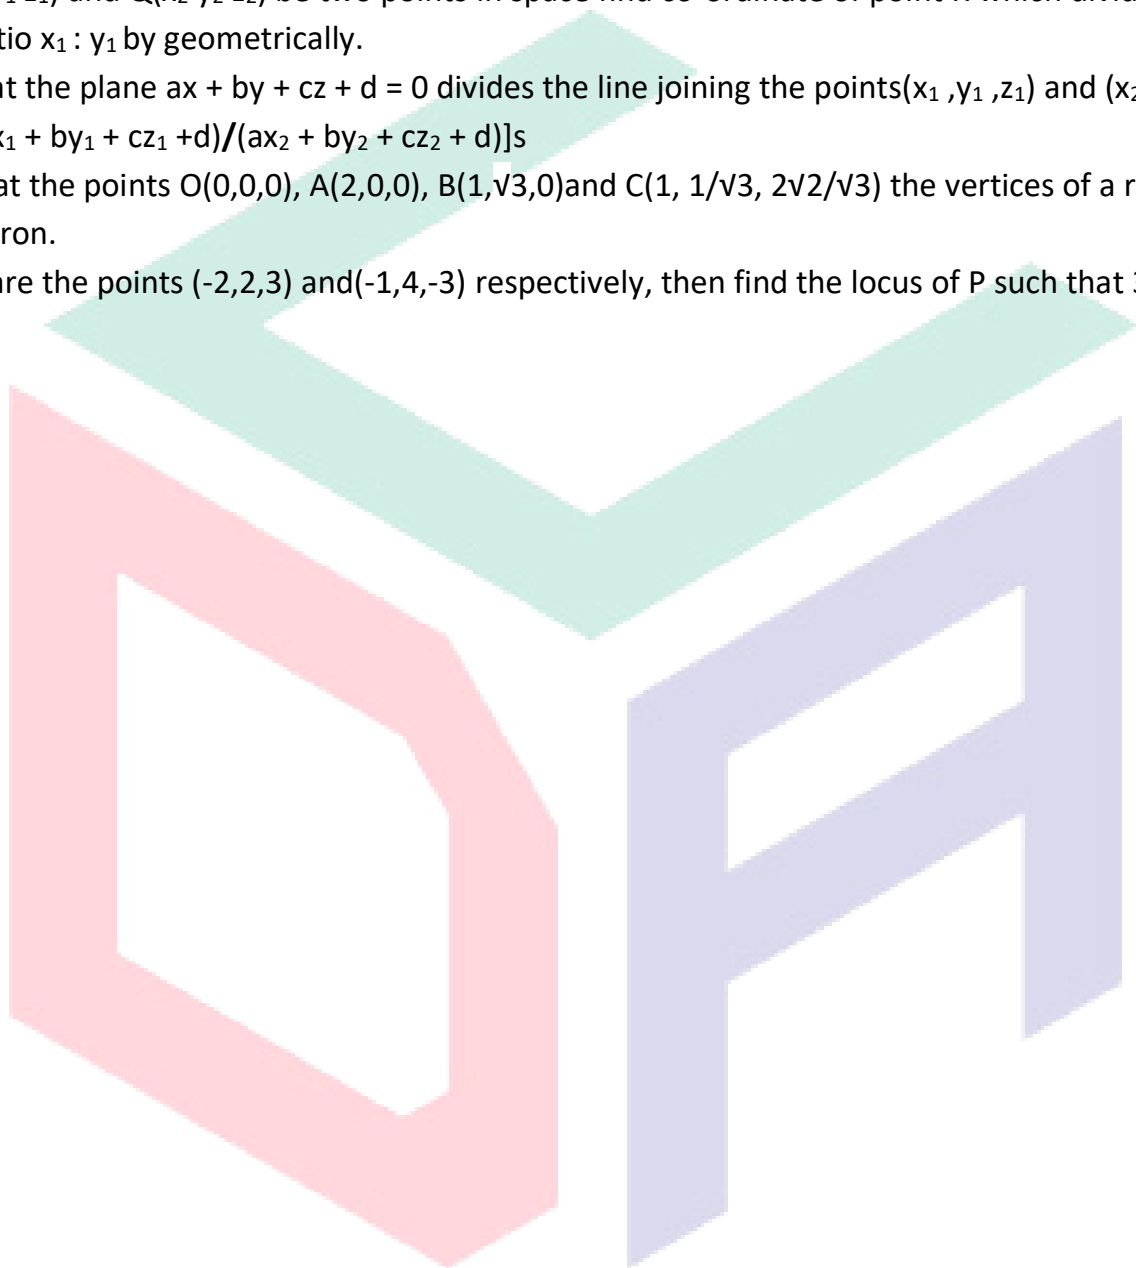 1 z1) and Q(x2 y2 z2) be two points in space find co-ordinate of point R which divid
tio x₁ : y₁ by geometrically.
at the plane ax + by + cz + d = 0 divides the line joining the points(x₁ ,y₁ ,z₁) and (x₂
x₁ + by₁ + cz₁ +d)/(ax₂ + by₂ + cz₂ + d)]s
at the points O(0,0,0), A(2,0,0), B(1,√3,0)and C(1, 1/√3, 2√2/√3) the vertices of a r
ron.
are the points (-2,2,3) and(-1,4,-3) respectively, then find the locus of P such that 3